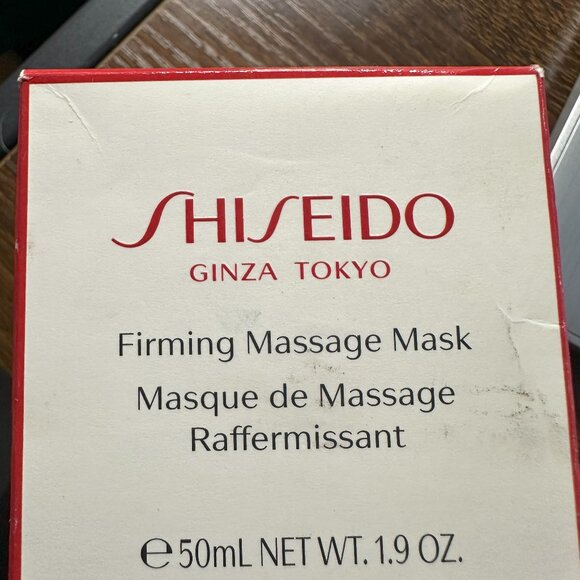 SHISEIDO
GINZA TOKYO
Firming Massage Mask
Masque de Massage
Raffermissant
℮50mL NET WT. 1.9 OZ.